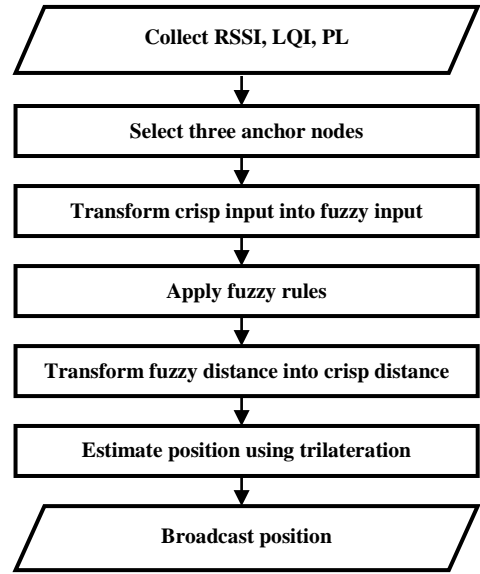 Collect RSSI, LQI, PL
Select three anchor nodes
Transform crisp input into fuzzy input
Apply fuzzy rules
Transform fuzzy distance into crisp distance
Estimate position using trilateration
Broadcast position